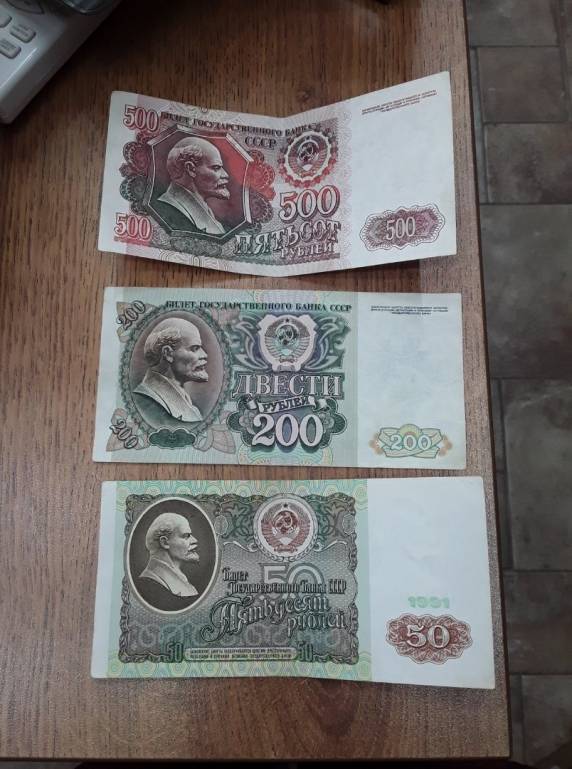 500
БИЛЕТ ГОСУДАРСТВЕННОГО БАНКА
СССР
500
500
ПЯТЬСОТ
РУБЛЕЙ
500
200
БИЛЕТ ГОСУДАРСТВЕННОГО БАНКА СССР
ДВЕСТИ
РУБЛЕЙ
200
200
200
50
Билет
Государственного Банка СССР
Пятьдесят
рублей
1991
50
50
50